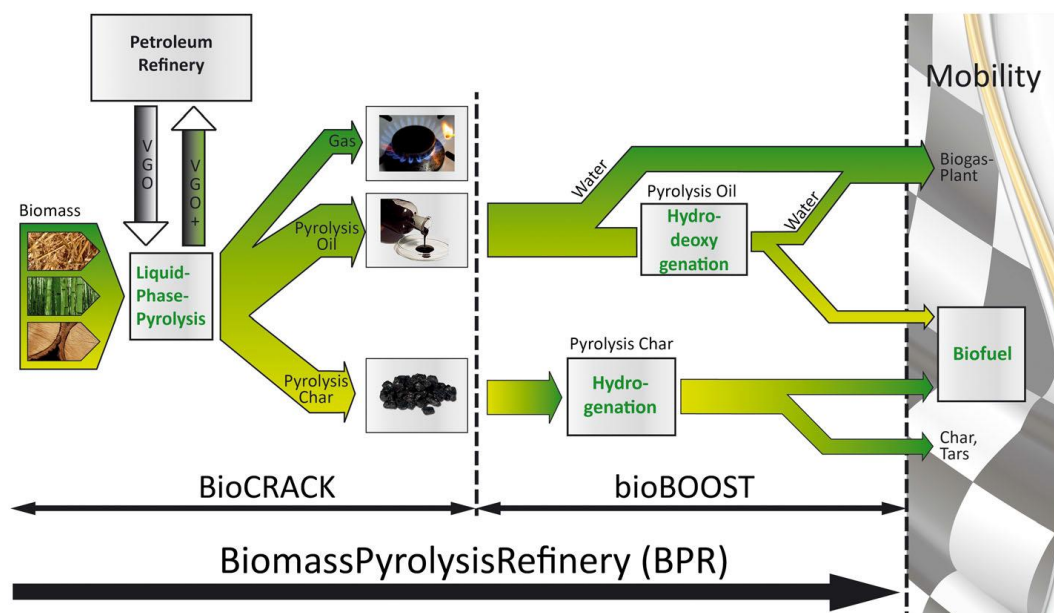 Petroleum
Refinery
Mobility
VGO
VGO+
Gas
Biomass
Pyrolysis
Oil
Liquid-
Phase-
Pyrolysis
Pyrolysis
Char
Water
Pyrolysis Oil
Hydro-
deoxy
genation
Water
Biogas-
Plant
Pyrolysis Char
Hydro-
genation
Biofuel
Char,
Tars
BioCRACK
bioBOOST
BiomassPyrolysisRefinery (BPR)